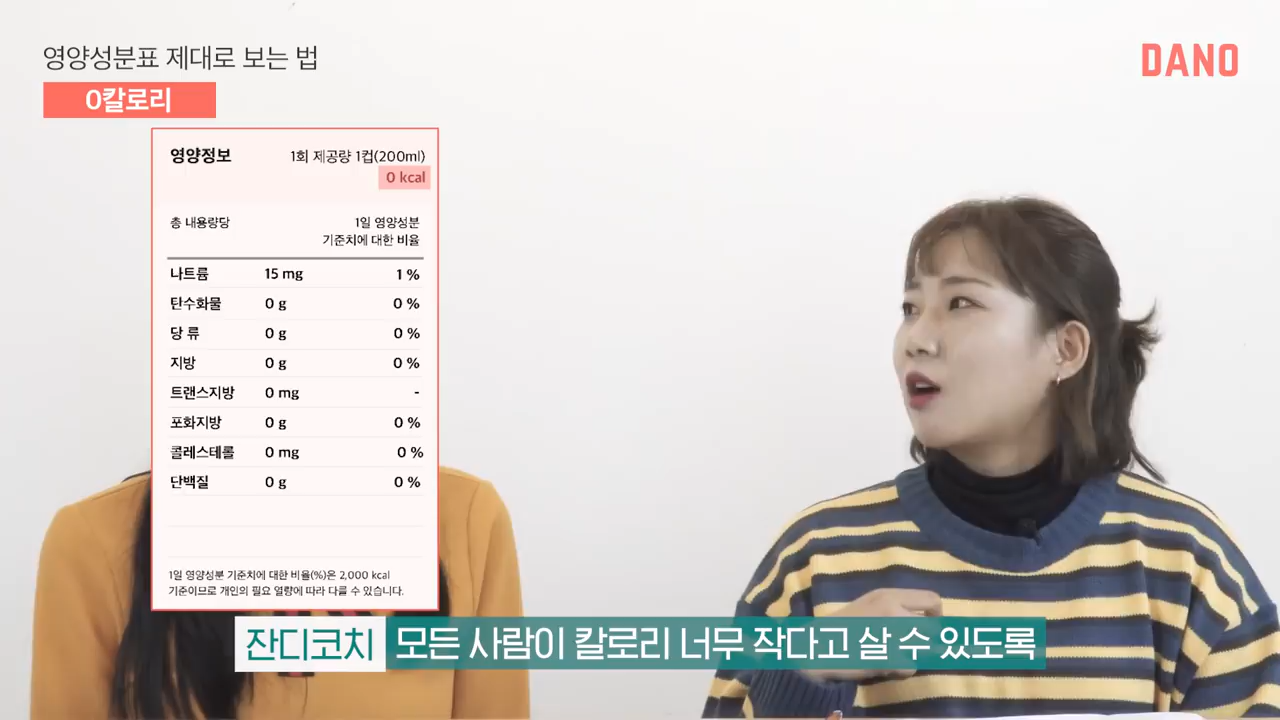 영양성분표 제대로 보는 법
DANO
0칼로리
영양정보 1회 제공량 1컵(200ml)
0 kcal
총 내용량당 1일 영양성분
기준치에 대한 비율
나트륨 15 mg 1 %
탄수화물 0 g 0 %
당 류 0 g 0 %
지방 0 g 0 %
트랜스지방 0 mg -
포화지방 0 g 0 %
콜레스테롤 0 mg 0 %
단백질 0 g 0 %
1일 영양성분 기준치에 대한 비율(%)은 2,000 kcal
기준이므로 개인의 필요 열량에 따라 다를 수 있습니다.
잔디코치 모든 사람이 칼로리 너무 작다고 살 수 있도록